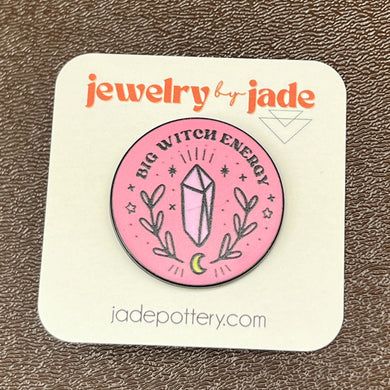 jewelry by jade
BIG WITCH ENERGY
jadepottery.com